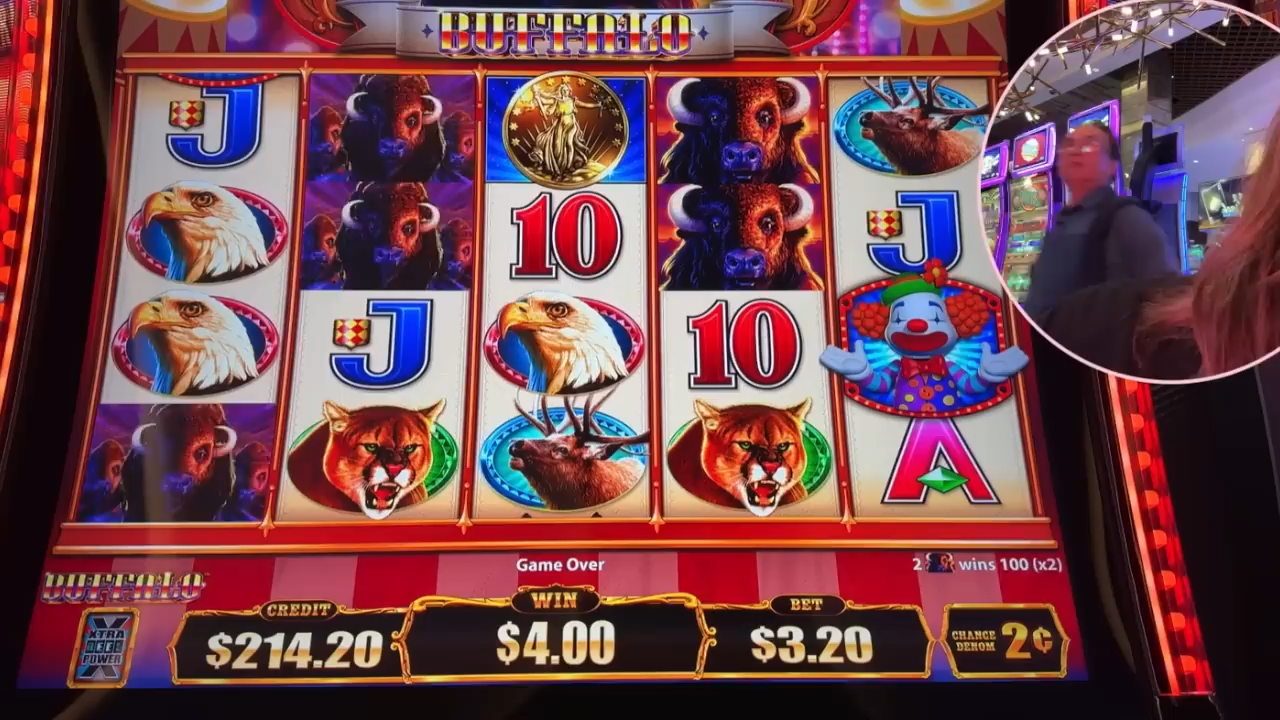 BUFFALO
J
10
J
J
10
A
Game Over
2 wins 100 (x2)
BUFFALO
XTRA
REEL
POWER
CREDIT
$214.20
WIN
$4.00
BET
$3.20
CHANGE
DENOM
2¢